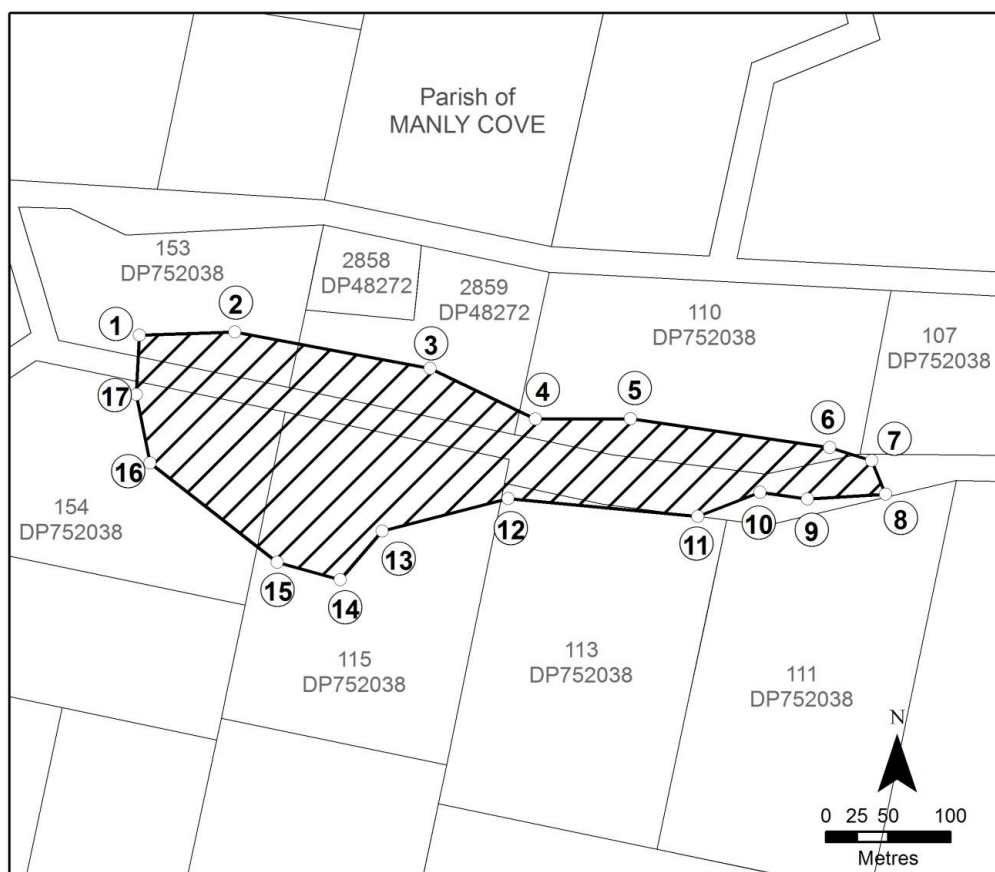 Parish of
MANLY COVE
153
DP752038
2858
DP48272
2859
DP48272
110
DP752038
107
DP752038
1
2
3
4
5
6
7
17
16
8
154
DP752038
12
11
10
9
13
15
14
115
DP752038
113
DP752038
111
DP752038
N
0 25 50 100
Metres